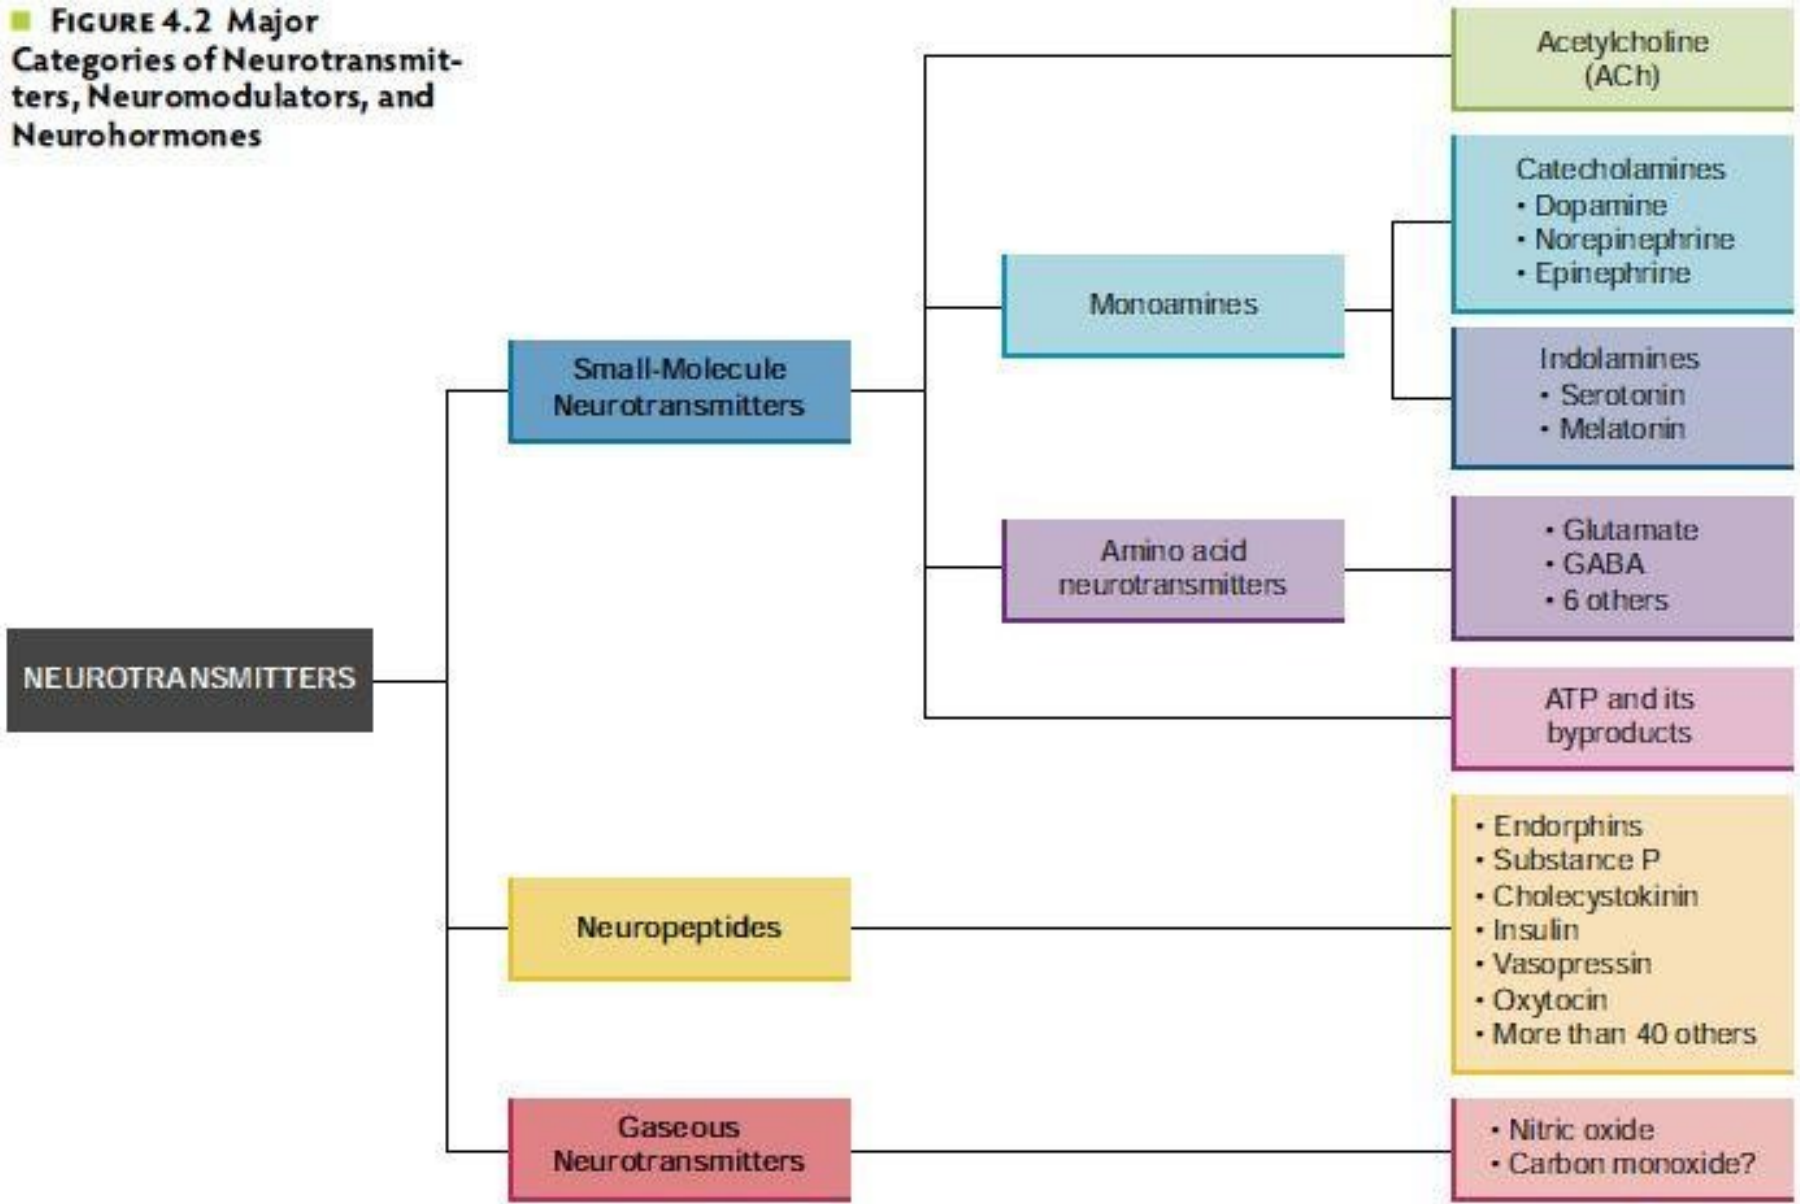 FIGURE 4.2 Major
Categories of Neurotransmit-
ters, Neuromodulators, and
Neurohormones
NEUROTRANSMITTERS
Small-Molecule
Neurotransmitters
Acetylcholine
(ACh)
Monoamines
Catecholamines
• Dopamine
• Norepinephrine
• Epinephrine
Indolamines
• Serotonin
• Melatonin
Amino acid
neurotransmitters
• Glutamate
• GABA
• 6 others
ATP and its
byproducts
Neuropeptides
• Endorphins
• Substance P
• Cholecystokinin
• Insulin
• Vasopressin
• Oxytocin
• More than 40 others
Gaseous
Neurotransmitters
• Nitric oxide
• Carbon monoxide?